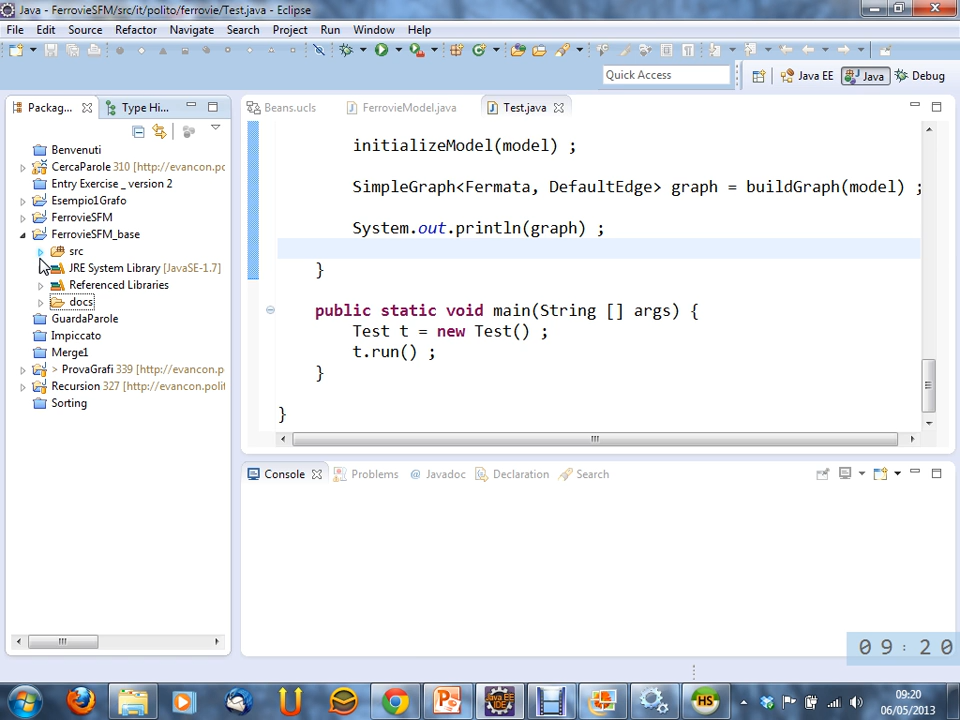 Java - FerrovieSFM/src/it/polito/ferrovie/Test.java - Eclipse
File Edit Source Refactor Navigate Search Project Run Window Help
Quick Access
Java EE
Java
Debug
Packag...
Type Hi...
Benvenuti
CercaParole 310 [http://evancon.pc
Entry Exercise _ version 2
Esempio1Grafo
FerrovieSFM
FerrovieSFM_base
src
JRE System Library [JavaSE-1.7]
Referenced Libraries
docs
GuardaParole
Impiccato
Merge1
> ProvaGrafi 339 [http://evancon.p
Recursion 327 [http://evancon.polit
Sorting
Beans.ucls
FerrovieModel.java
Test.java
initializeModel(model) ;
SimpleGraph<Fermata, DefaultEdge> graph = buildGraph(model) ;
System.out.println(graph) ;
}
public static void main(String [] args) {
Test t = new Test() ;
t.run() ;
}
}
Console
Problems
@ Javadoc
Declaration
Search
09:20
Java EE
IDE
HS
09:20
06/05/2013